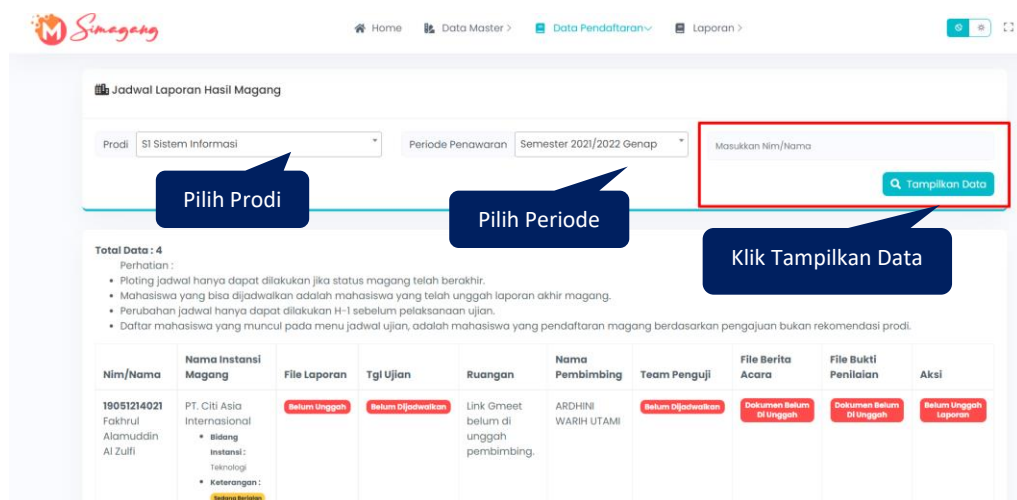 Simagang
Home Data Master > Data Pendaftaran Laporan >
Jadwal Laporan Hasil Magang
Prodi S1 Sistem Informasi Periode Penawaran Semester 2021/2022 Genap Masukkan Nim/Nama
Tampilkan Data
Pilih Prodi
Pilih Periode
Klik Tampilkan Data
Total Data : 4
Perhatian :
• Ploting jadwal hanya dapat dilakukan jika status magang telah berakhir.
• Mahasiswa yang bisa dijadwalkan adalah mahasiswa yang telah unggah laporan akhir magang.
• Perubahan jadwal hanya dapat dilakukan H-1 sebelum pelaksanaan ujian.
• Daftar mahasiswa yang muncul pada menu jadwal ujian, adalah mahasiswa yang pendaftaran magang berdasarkan pengajuan bukan rekomendasi prodi.
Nim/Nama
Nama Instansi
Magang
File Laporan
Tgl Ujian
Ruangan
Nama
Pembimbing
Team Penguji
File Berita
Acara
File Bukti
Penilaian
Aksi
19051214021
Fakhrul
Alamuddin
Al Zulfi
PT. Citi Asia
Internasional
• Bidang
Instansi :
Teknologi
• Keterangan :
Sedang Berjalan
Belum Unggah
Belum Dijadwalkan
Link Gmeet
belum di
unggah
pembimbing.
ARDHINI
WARIH UTAMI
Belum Dijadwalkan
Dokumen Belum
Di Unggah
Dokumen Belum
Di Unggah
Belum Unggah
Laporan